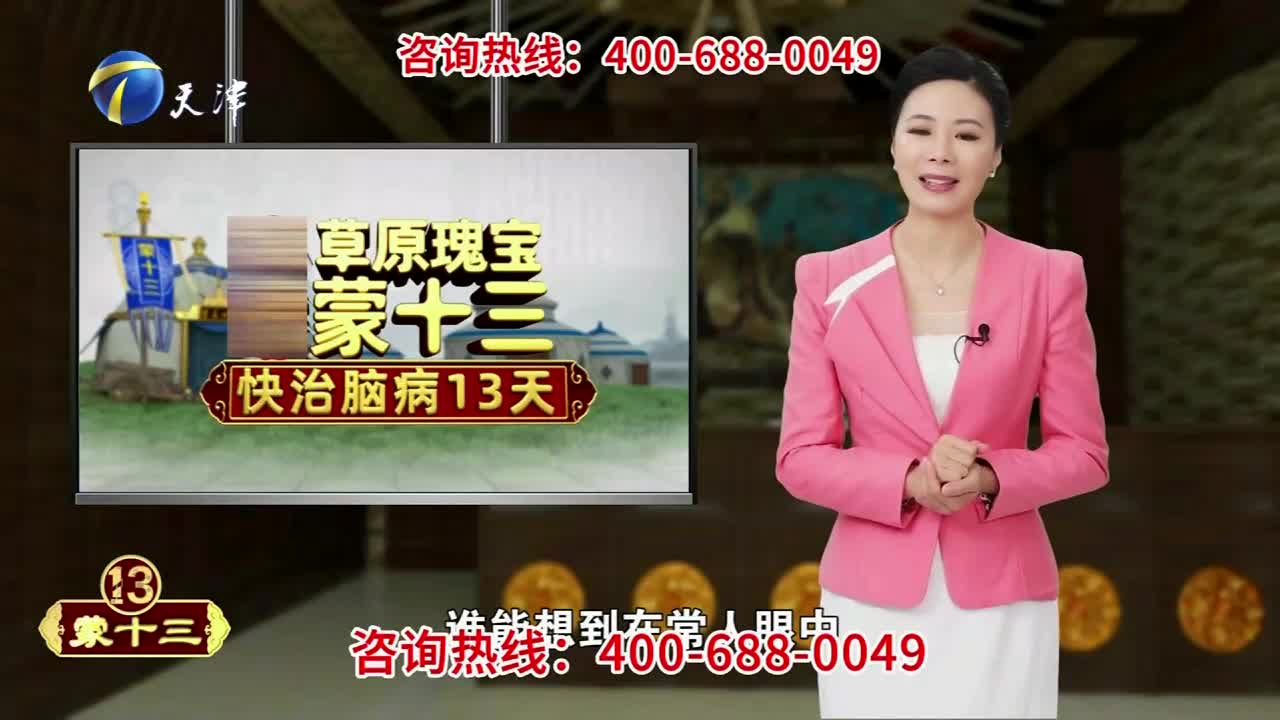 咨询热线：400-688-0049
天津
草原瑰宝
蒙十三
蒙十三
快治脑病13天
13
蒙十三
谁能想到在常人眼中
咨询热线：400-688-0049